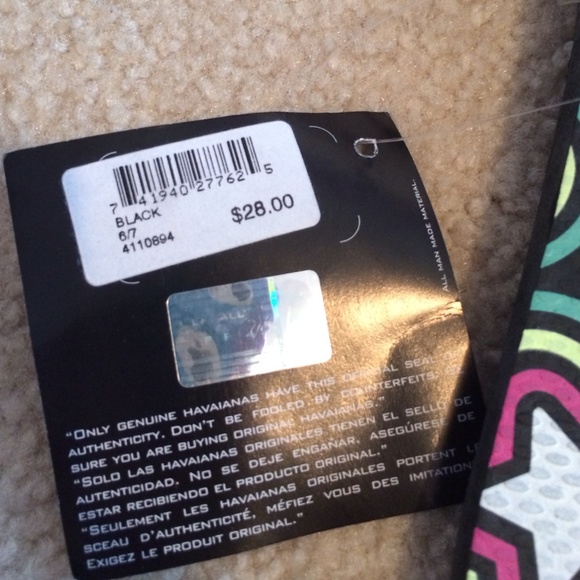 7 41940 27762 5
BLACK
6/7
4110894
$28.00
ALL MAN MADE MATERIAL.
ALL
"ONLY GENUINE HAVAIANAS HAVE THIS SEAL
AUTHENTICITY. DON'T BE FOOLED BY COUNTERFEITS.
SURE YOU ARE BUYING ORIGINAL HAVAIANAS."
"SOLO LAS HAVAIANAS ORIGINALES TIENEN EL SELLO DE
AUTENTICIDAD. NO SE DEJE ENGAÑAR, ASEGÚRESE DE
ESTAR RECIBIENDO EL PRODUCTO ORIGINAL."
"SEULEMENT LES HAVAIANAS ORIGINALES PORTENT
SCEAU D'AUTHENTICITÉ, MÉFIEZ VOUS DES IMITATION
EXIGEZ LE PRODUIT ORIGINAL."